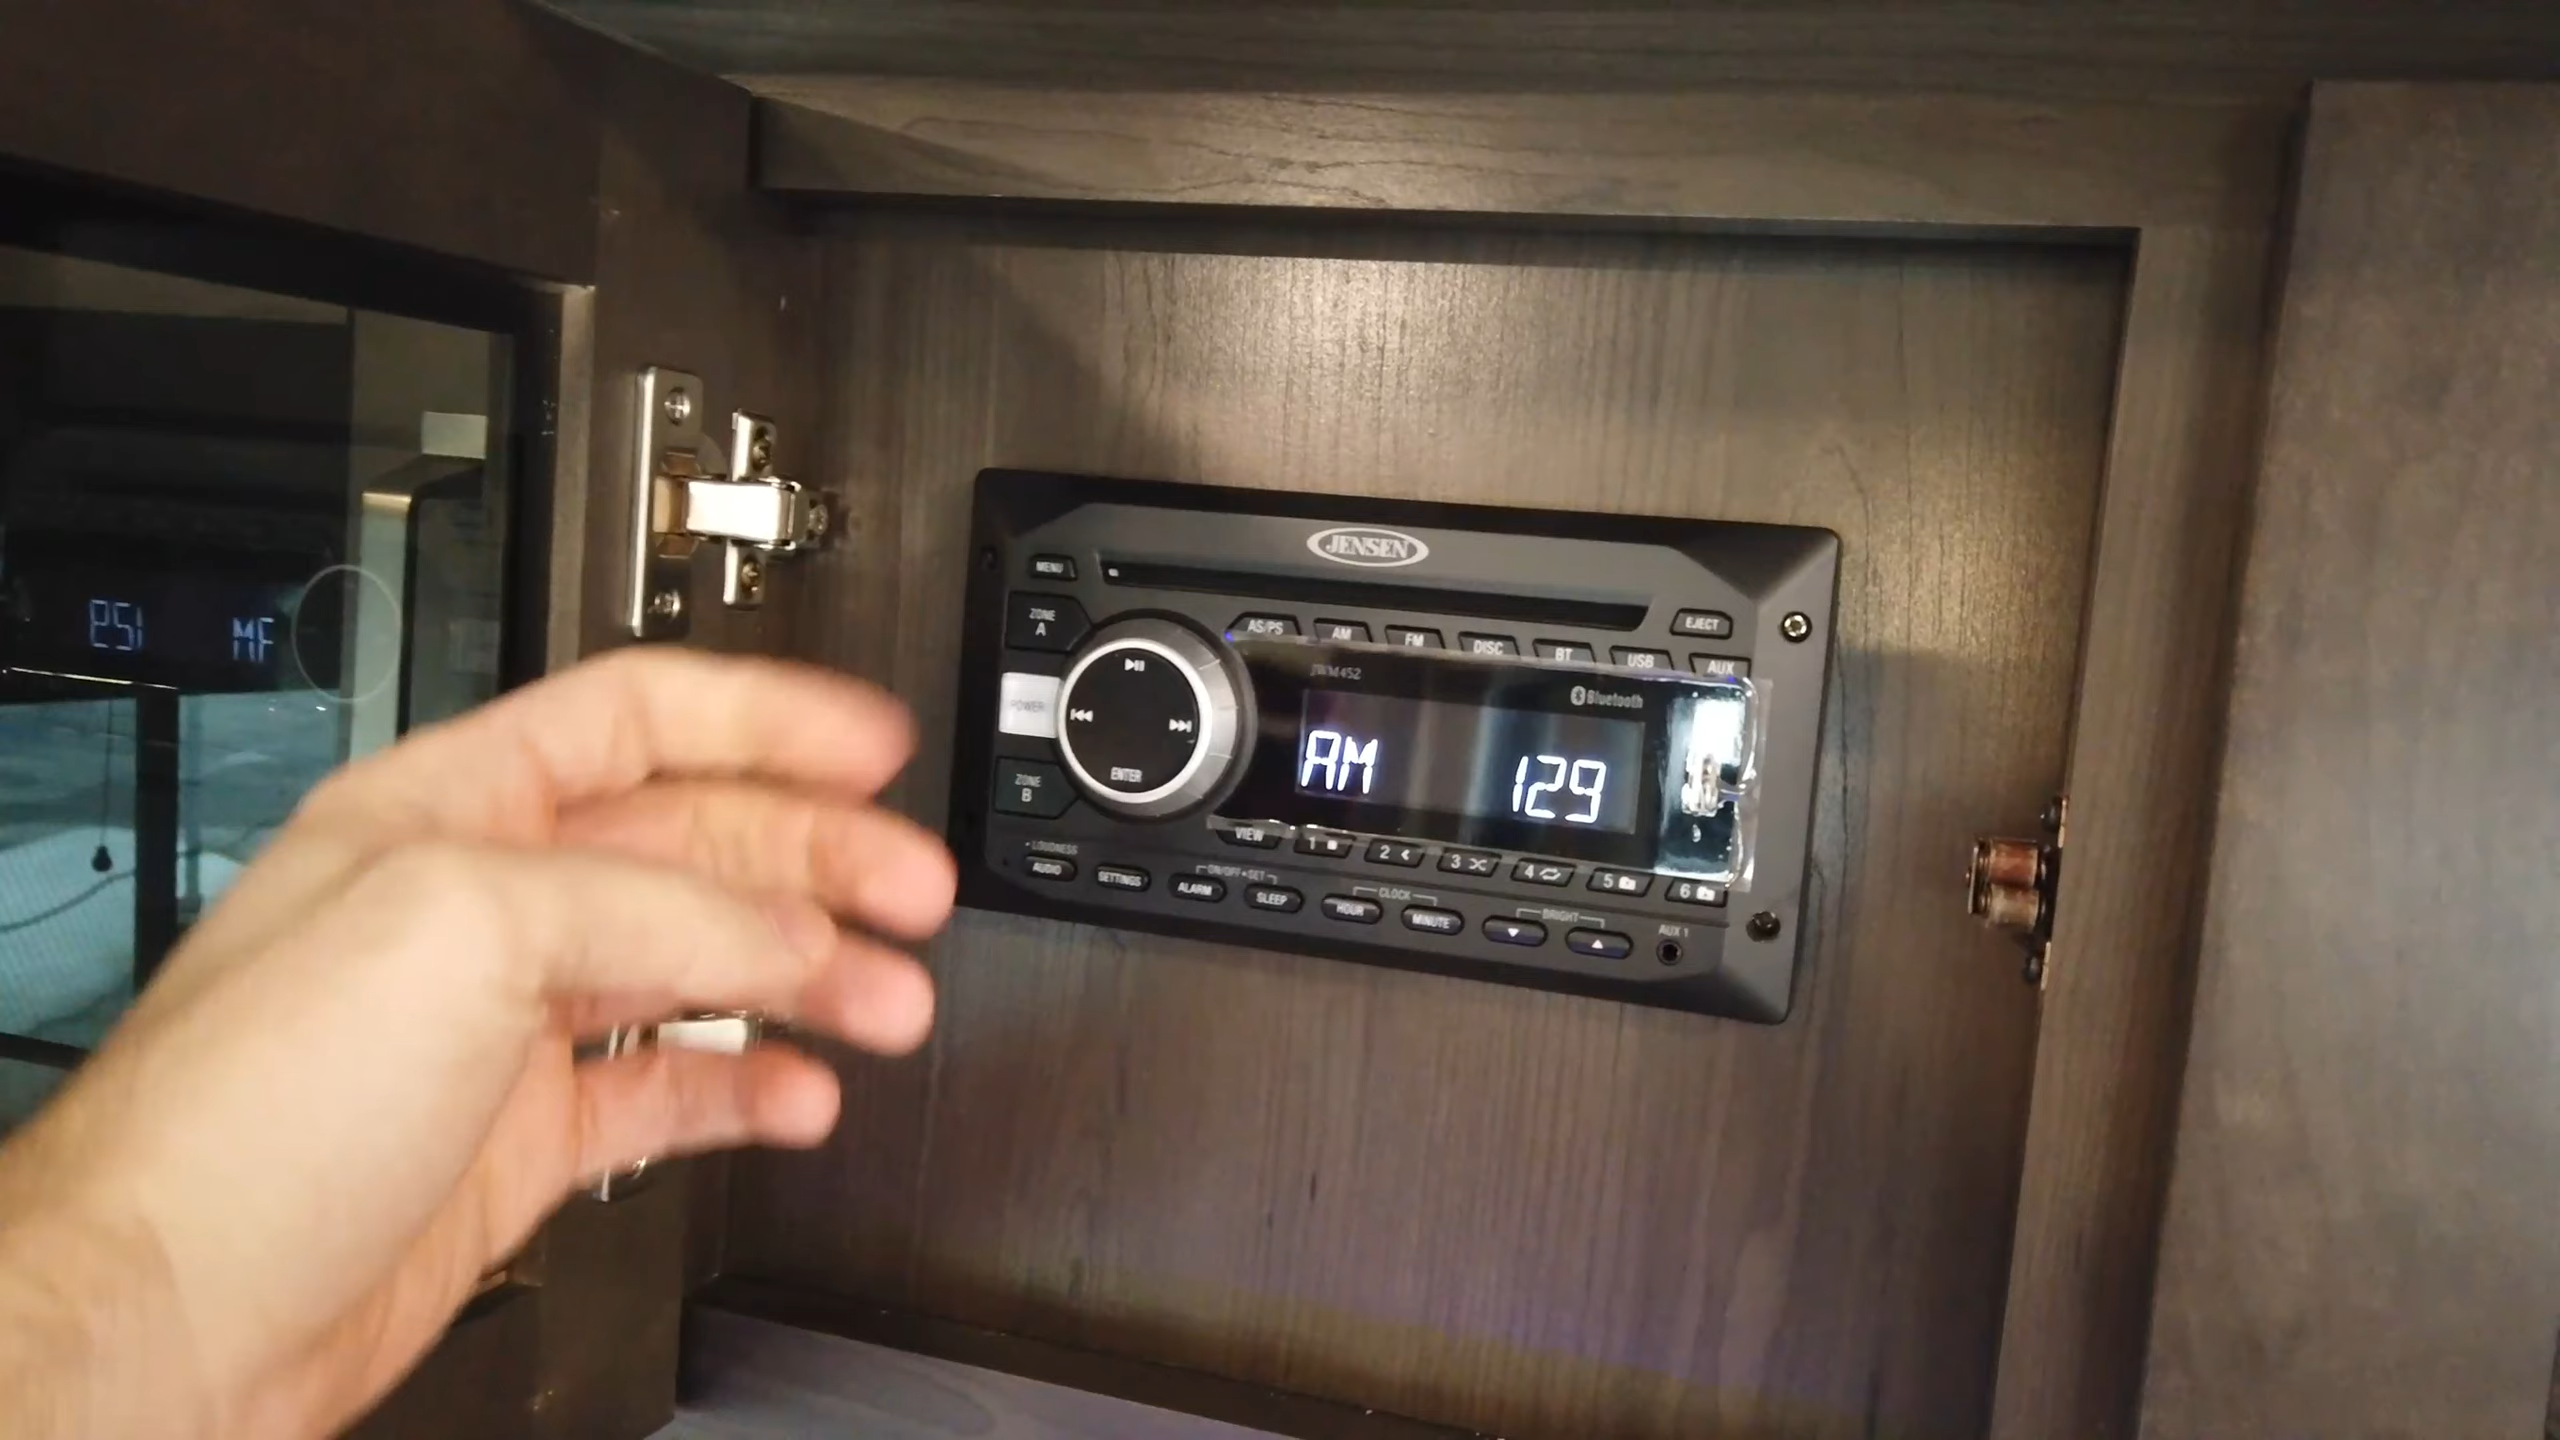 JENSEN
MENU
EJECT
ZONE
A
AS/PS AM FM DISC BT USB AUX
JWM452
Bluetooth
POWER
AM 129
ENTER
ZONE
B
VIEW 1 2 3 4 5 6
• LOUDNESS
AUDIO SETTINGS
ON/OFF•SET
ALARM SLEEP
CLOCK
HOUR MINUTE
BRIGHT
AUX 1